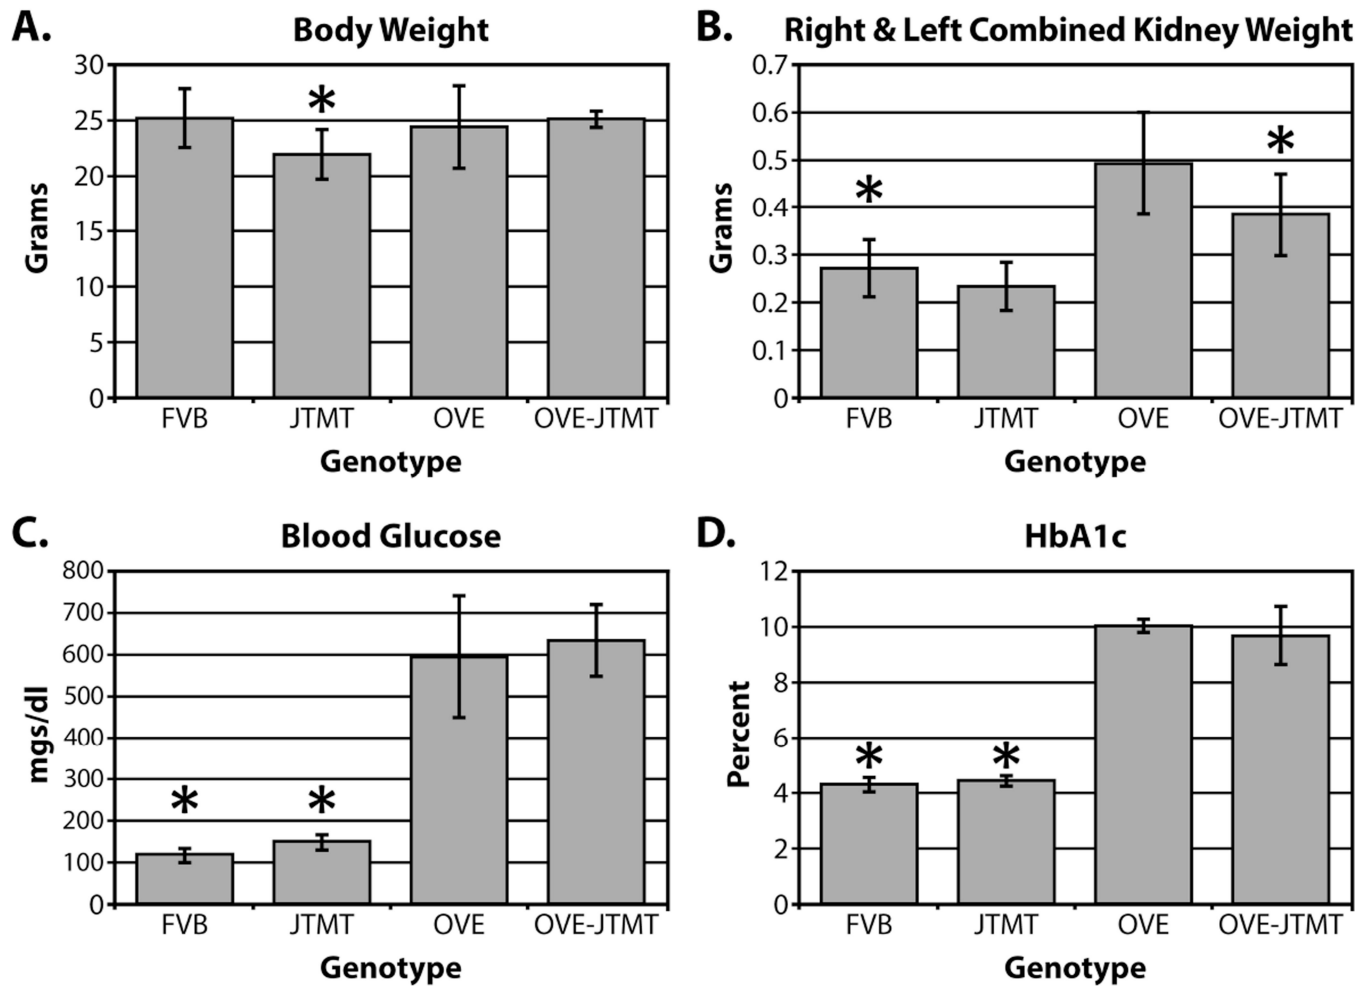 A. Body Weight
30
25
20
15
10
5
0
Grams
* 
FVB JTMT OVE OVE-JTMT
Genotype
B. Right & Left Combined Kidney Weight
0.7
0.6
0.5
0.4
0.3
0.2
0.1
0
Grams
* *
FVB JTMT OVE OVE-JTMT
Genotype
C. Blood Glucose
800
700
600
500
400
300
200
100
0
mgs/dl
* *
FVB JTMT OVE OVE-JTMT
Genotype
D. HbA1c
12
10
8
6
4
2
0
Percent
* *
FVB JTMT OVE OVE-JTMT
Genotype